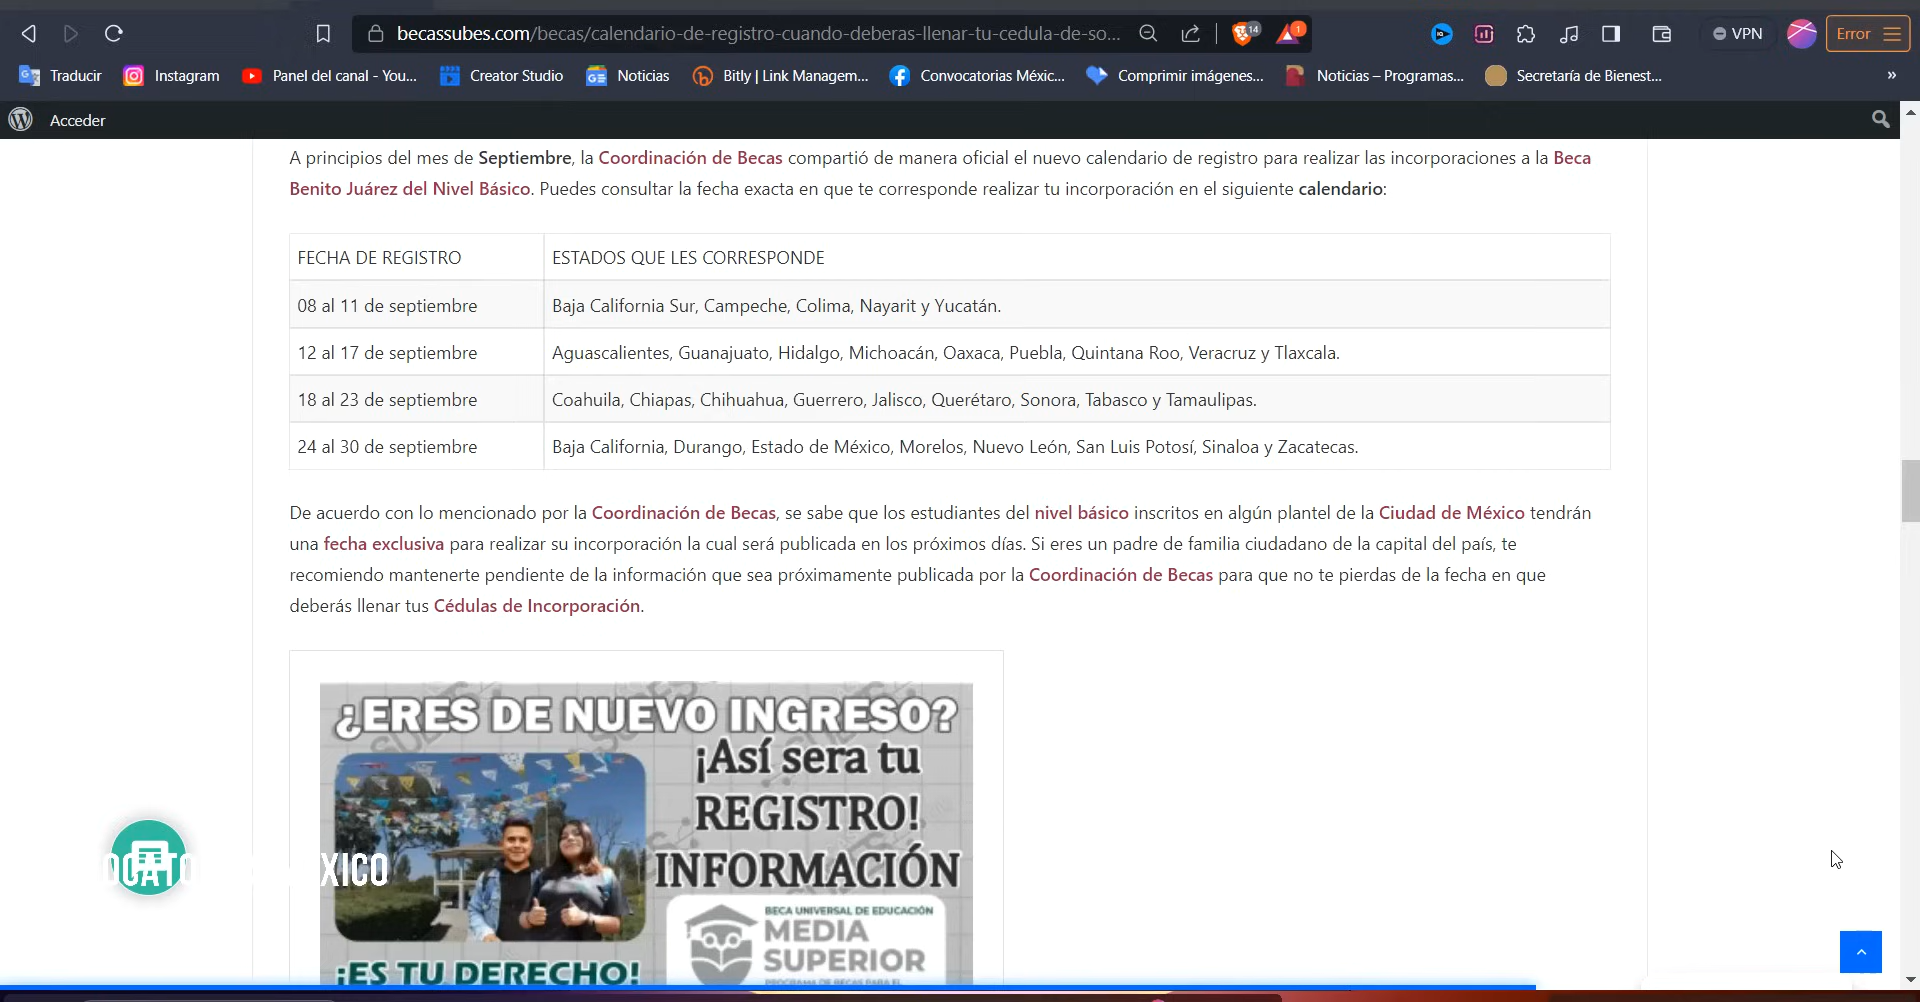 becassubes.com/becas/calendario-de-registro-cuando-deberas-llenar-tu-cedula-de-so...
14
1
VPN
Error
Traducir
Instagram
Panel del canal - You...
Creator Studio
Noticias
Bitly | Link Managem...
Convocatorias Méxic...
Comprimir imágenes...
Noticias – Programas...
Secretaría de Bienest...
»
Acceder
A principios del mes de Septiembre, la Coordinación de Becas compartió de manera oficial el nuevo calendario de registro para realizar las incorporaciones a la Beca
Benito Juárez del Nivel Básico. Puedes consultar la fecha exacta en que te corresponde realizar tu incorporación en el siguiente calendario:
FECHA DE REGISTRO ESTADOS QUE LES CORRESPONDE
08 al 11 de septiembre Baja California Sur, Campeche, Colima, Nayarit y Yucatán.
12 al 17 de septiembre Aguascalientes, Guanajuato, Hidalgo, Michoacán, Oaxaca, Puebla, Quintana Roo, Veracruz y Tlaxcala.
18 al 23 de septiembre Coahuila, Chiapas, Chihuahua, Guerrero, Jalisco, Querétaro, Sonora, Tabasco y Tamaulipas.
24 al 30 de septiembre Baja California, Durango, Estado de México, Morelos, Nuevo León, San Luis Potosí, Sinaloa y Zacatecas.
De acuerdo con lo mencionado por la Coordinación de Becas, se sabe que los estudiantes del nivel básico inscritos en algún plantel de la Ciudad de México tendrán
una fecha exclusiva para realizar su incorporación la cual será publicada en los próximos días. Si eres un padre de familia ciudadano de la capital del país, te
recomiendo mantenerte pendiente de la información que sea próximamente publicada por la Coordinación de Becas para que no te pierdas de la fecha en que
deberás llenar tus Cédulas de Incorporación.
¿ERES DE NUEVO INGRESO?
¡Así sera tu
REGISTRO!
INFORMACIÓN
BECA UNIVERSAL DE EDUCACIÓN
MEDIA
SUPERIOR
¡ES TU DERECHO!
XICO